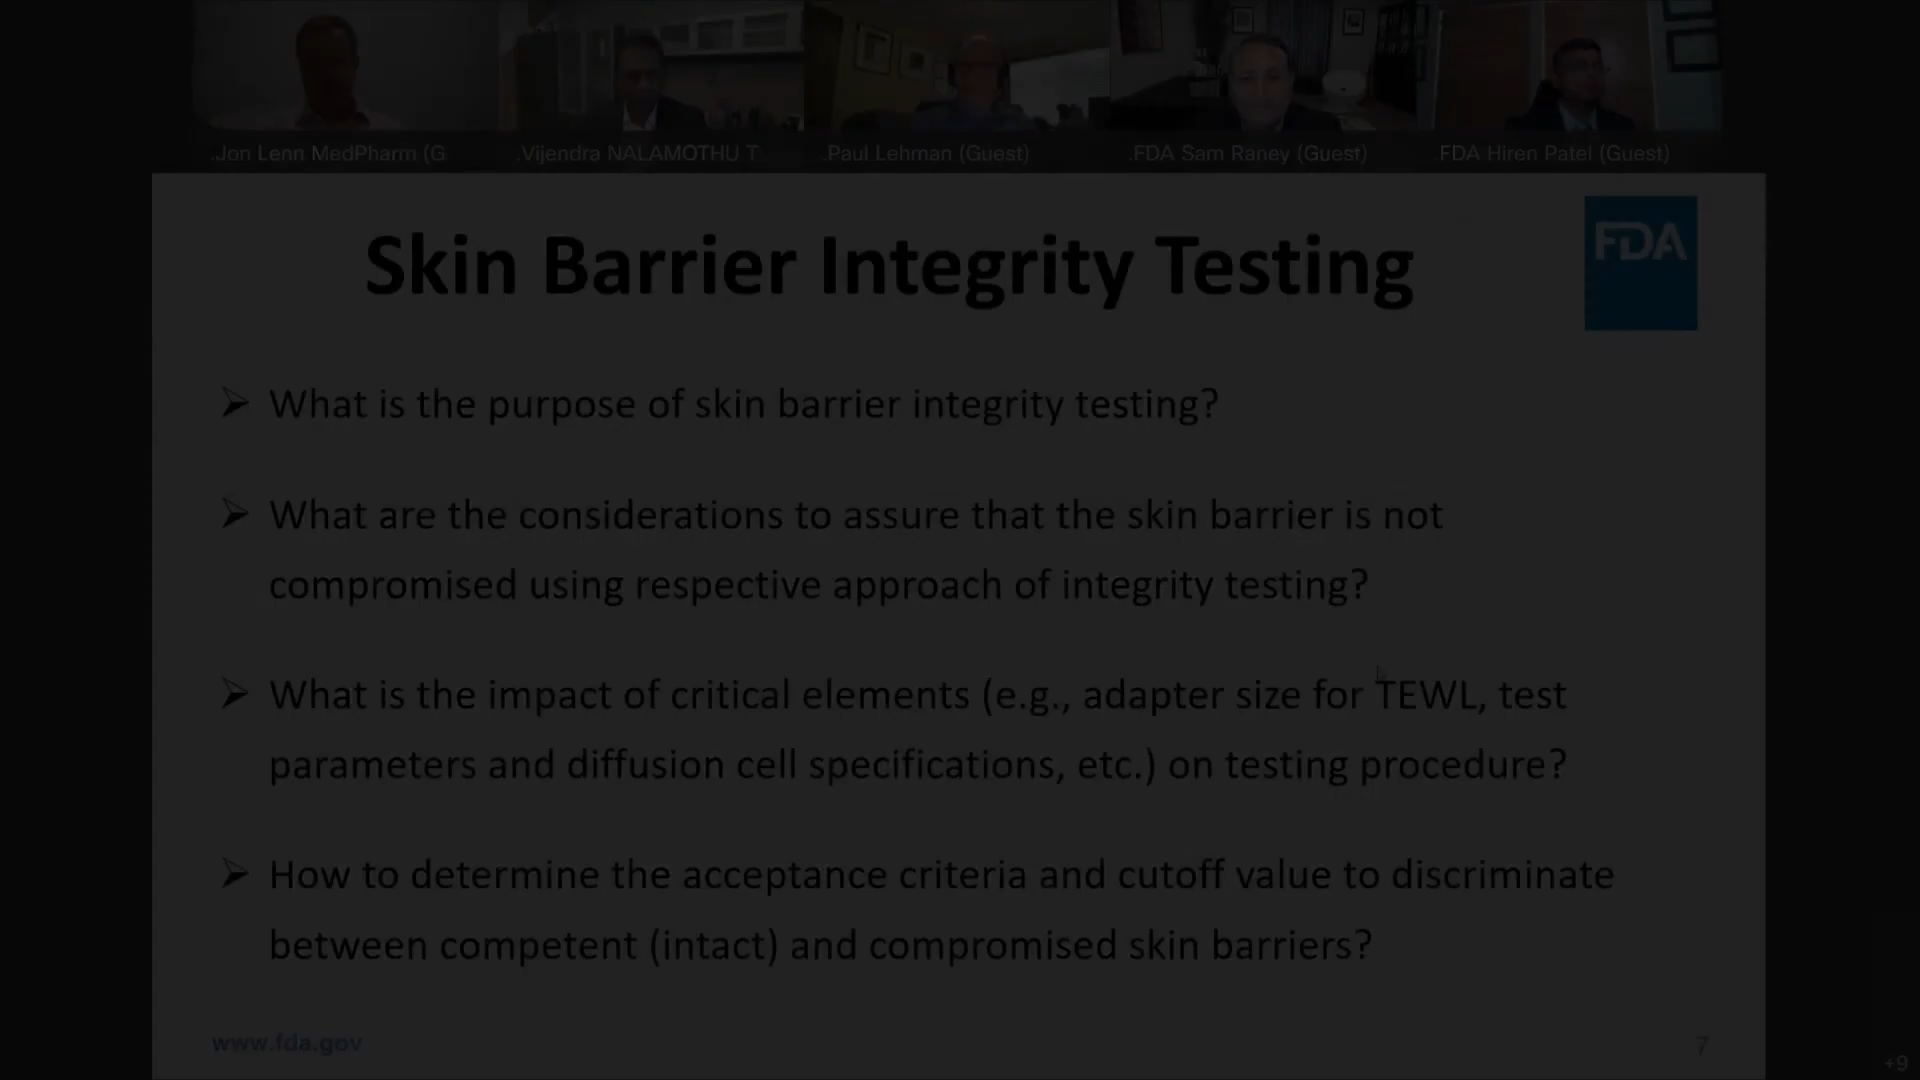 .Jon Lenn MedPharm (G
.Vijendra NALAMOTHU T
.Paul Lehman (Guest)
.FDA Sam Raney (Guest)
.FDA Hiren Patel (Guest)
Skin Barrier Integrity Testing
FDA
What is the purpose of skin barrier integrity testing?
What are the considerations to assure that the skin barrier is not
compromised using respective approach of integrity testing?
What is the impact of critical elements (e.g., adapter size for TEWL, test
parameters and diffusion cell specifications, etc.) on testing procedure?
How to determine the acceptance criteria and cutoff value to discriminate
between competent (intact) and compromised skin barriers?
www.fda.gov
7
+9